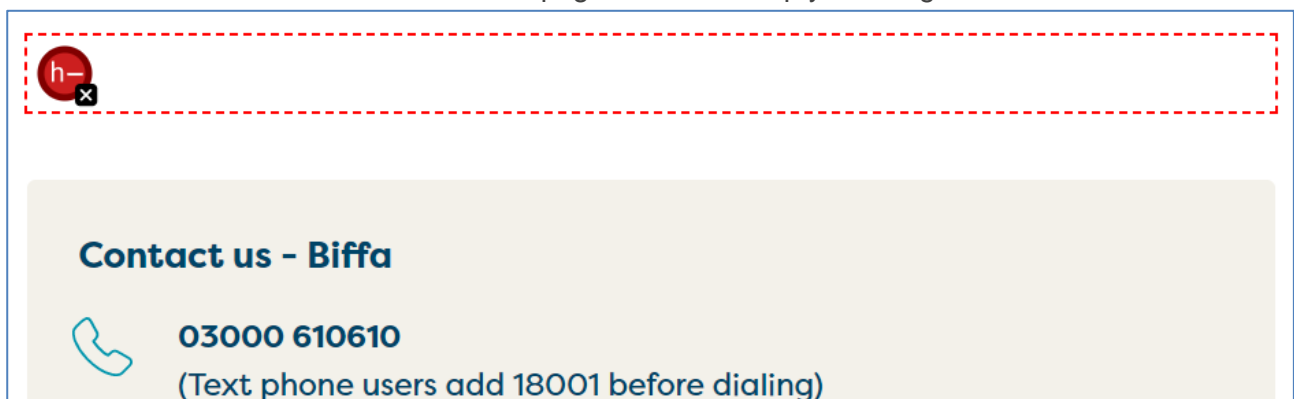 h–
Contact us - Biffa
03000 610610
(Text phone users add 18001 before dialing)